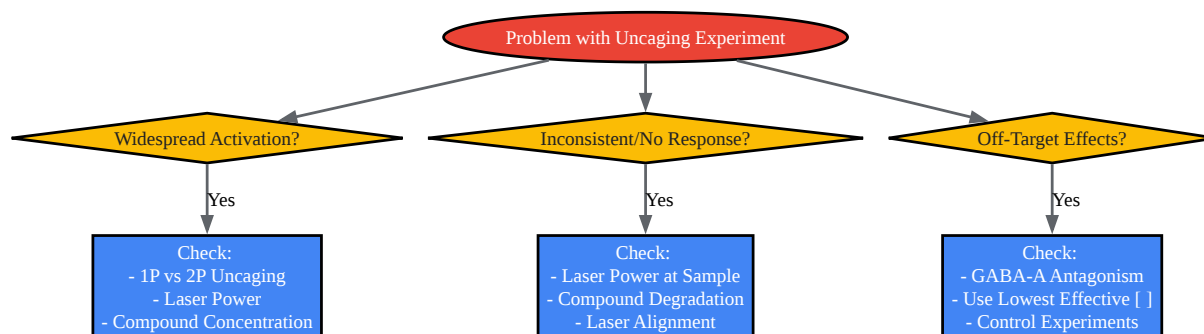 Problem with Uncaging Experiment
Widespread Activation?
Inconsistent/No Response?
Off-Target Effects?
Yes
Yes
Yes
Check:
- 1P vs 2P Uncaging
- Laser Power
- Compound Concentration
Check:
- Laser Power at Sample
- Compound Degradation
- Laser Alignment
Check:
- GABA-A Antagonism
- Use Lowest Effective [ ]
- Control Experiments